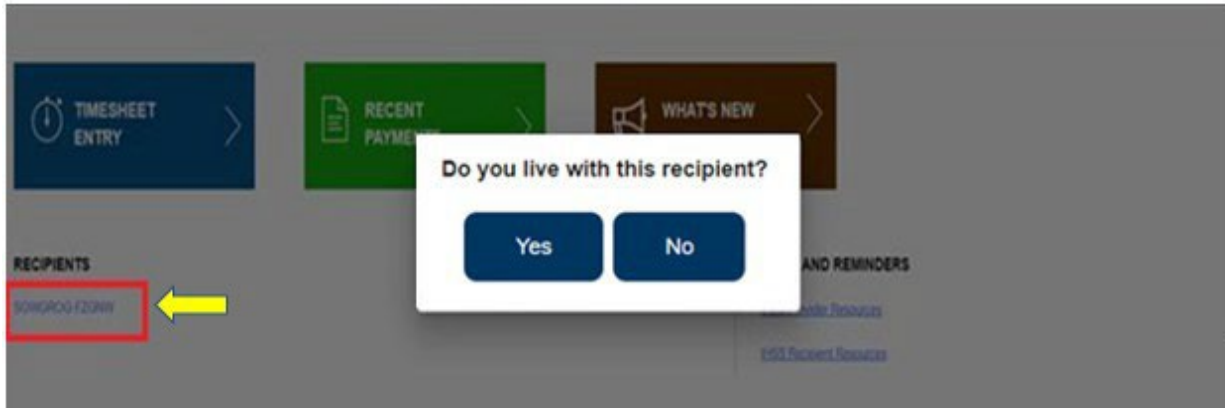 TIMESHEET
ENTRY
RECENT
WHAT'S NEW
Do you live with this recipient?
Yes
No
RECIPIENTS
AND REMINDERS
Resources
IHSS Recipient Resources